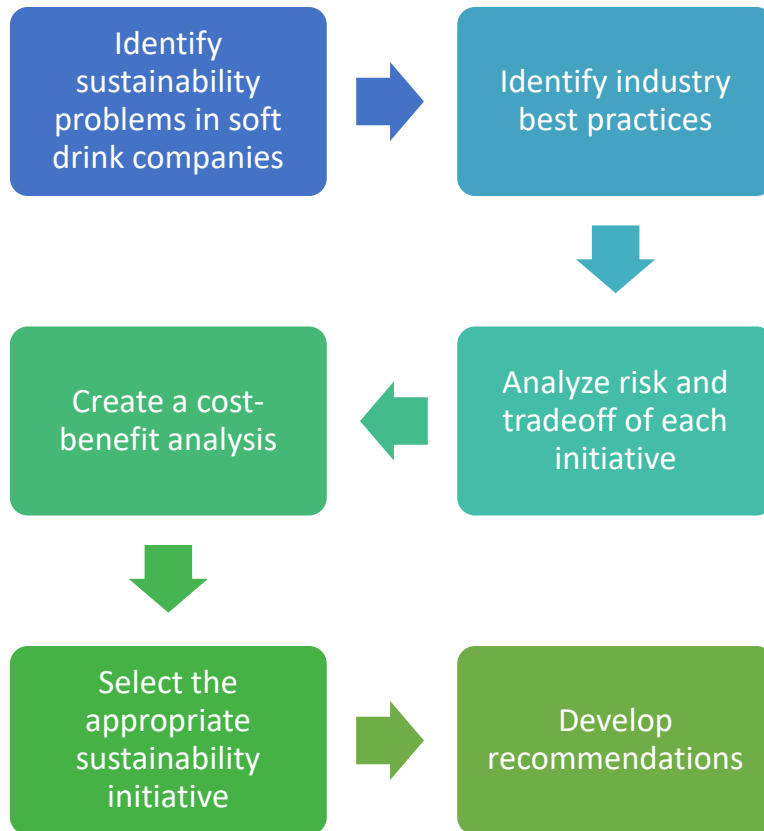 Identify
sustainability
problems in soft
drink companies
Identify industry
best practices
Analyze risk and
tradeoff of each
initiative
Create a cost-
benefit analysis
Select the
appropriate
sustainability
initiative
Develop
recommendations